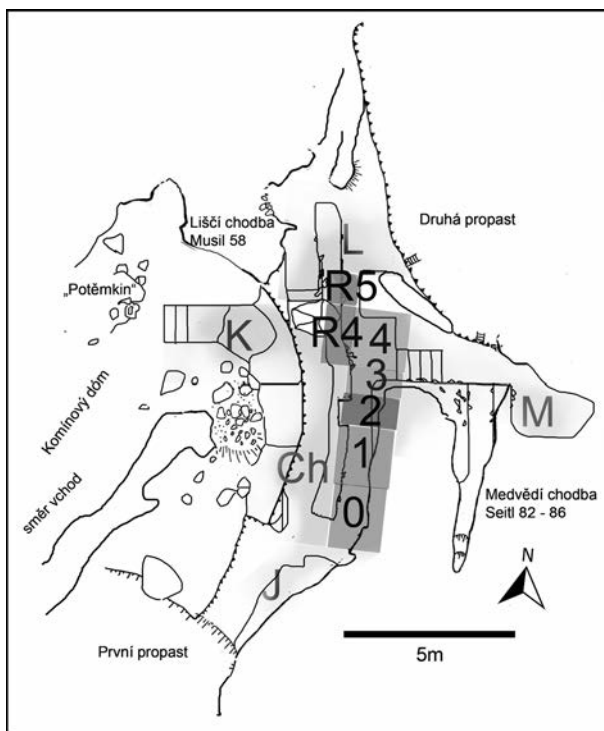 Liščí chodba
Musil 58
Druhá propast
L
„Potěmkin"
R5
K
R4
4
3
2
M
Komínový dóm
1
Ch
směr vchod
0
Medvědí chodba
Seitl 82 - 86
N
J
První propast
5m